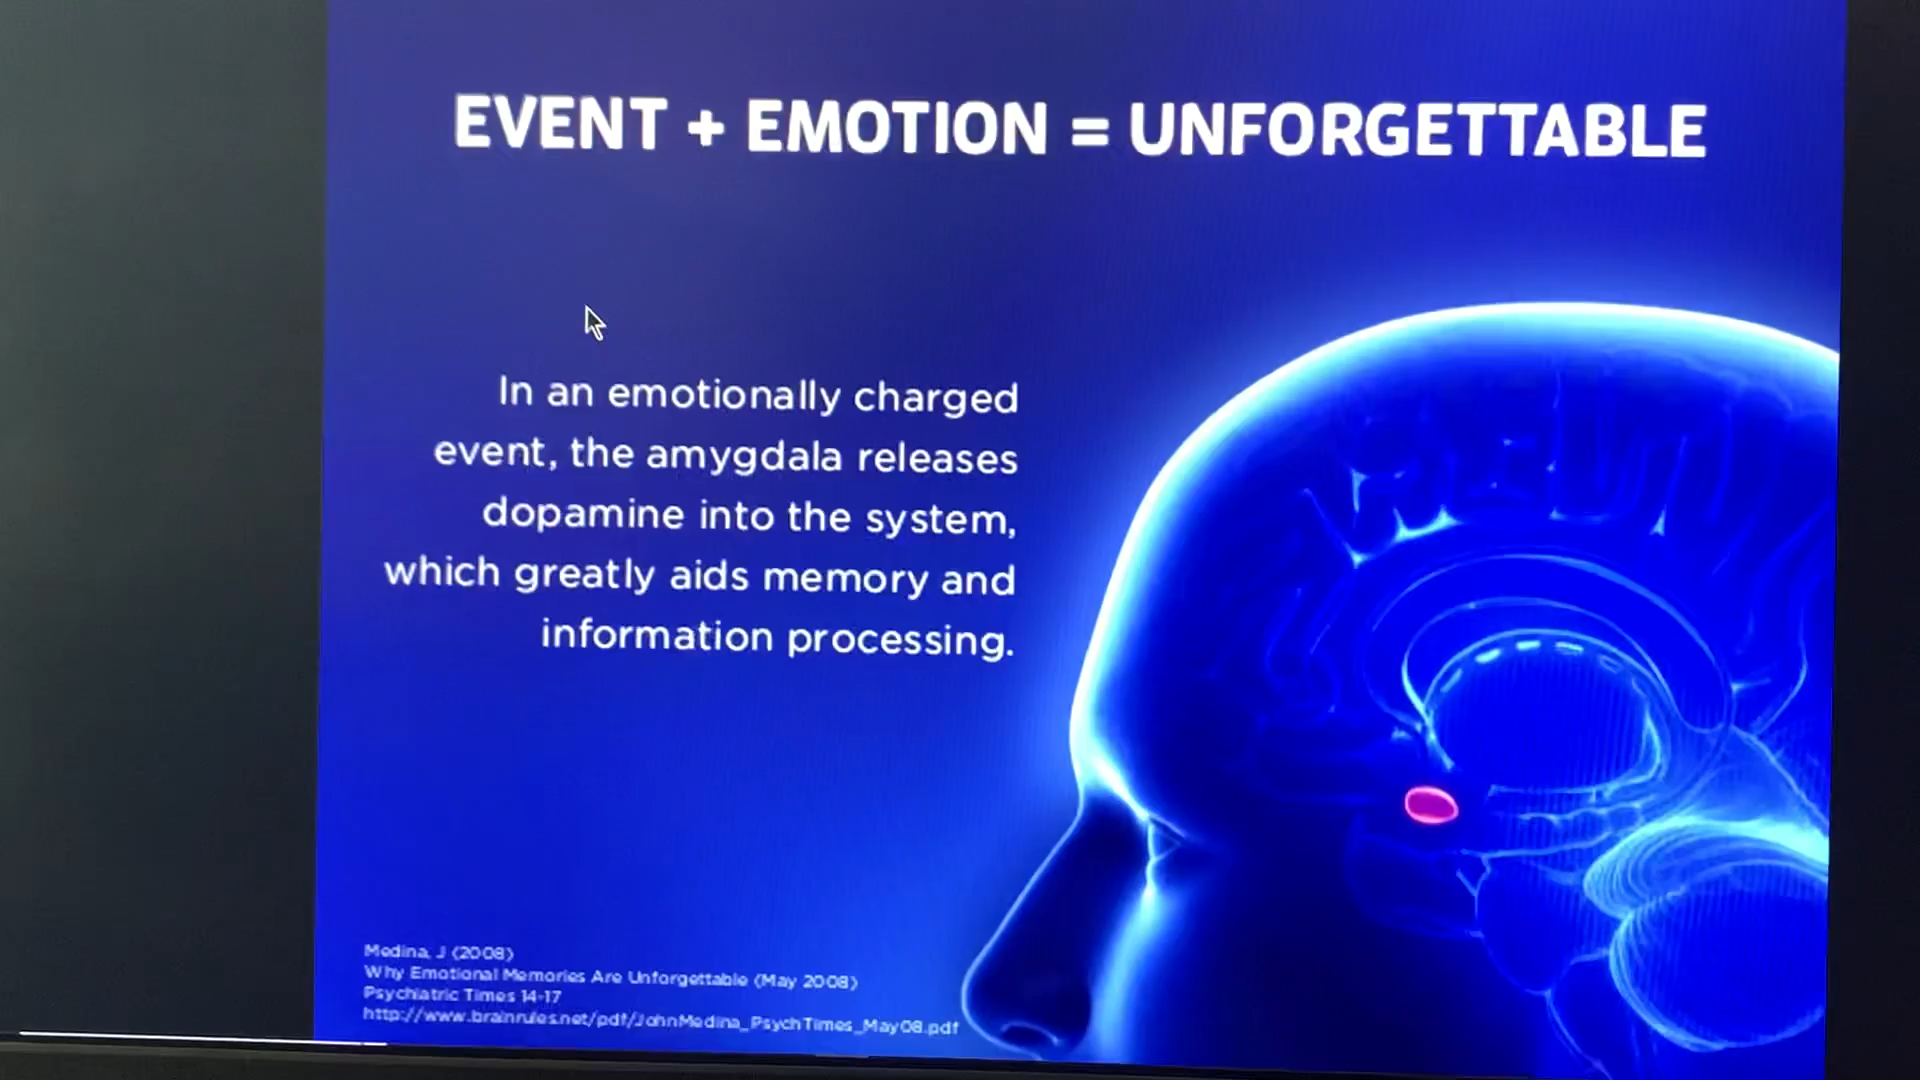 EVENT + EMOTION = UNFORGETTABLE
In an emotionally charged
event, the amygdala releases
dopamine into the system,
which greatly aids memory and
information processing.
Medina, J (2008)
Why Emotional Memories Are Unforgettable (May 2008)
Psychiatric Times 14-17
http://www.brainrules.net/pdf/JohnMedina_PsychTimes_May08.pdf